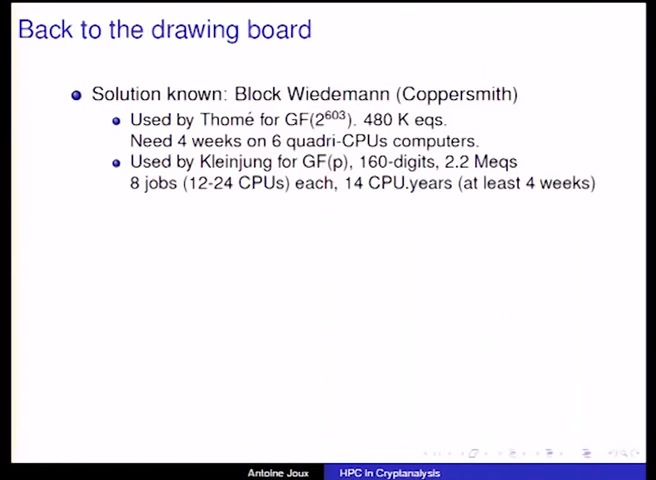 Back to the drawing board
Solution known: Block Wiedemann (Coppersmith)
Used by Thomé for GF(2^603). 480 K eqs.
Need 4 weeks on 6 quadri-CPUs computers.
Used by Kleinjung for GF(p), 160-digits, 2.2 Meqs
8 jobs (12-24 CPUs) each, 14 CPU.years (at least 4 weeks)
Antoine Joux HPC in Cryptanalysis